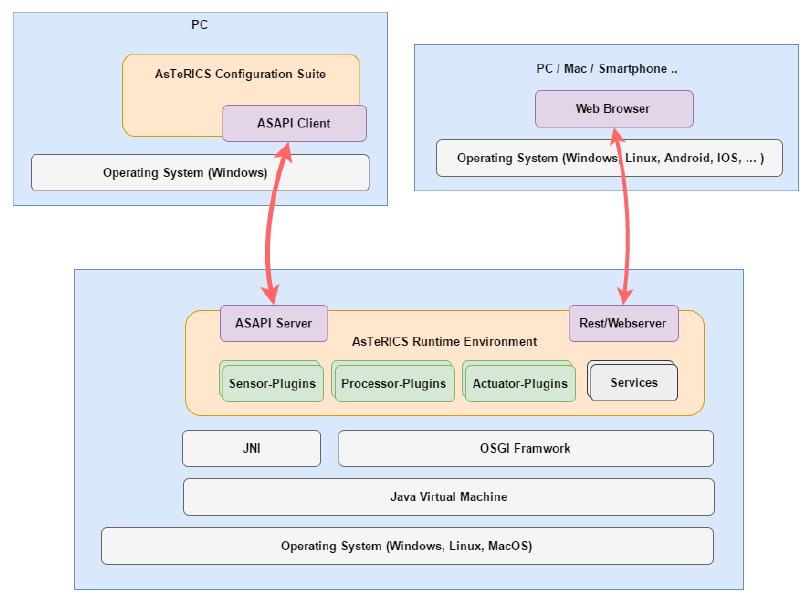 PC
AsTeRICS Configuration Suite
ASAPI Client
Operating System (Windows)
PC / Mac / Smartphone ..
Web Browser
Operating System (Windows, Linux, Android, IOS, ... )
ASAPI Server
Rest/Webserver
AsTeRICS Runtime Environment
Sensor-Plugins
Processor-Plugins
Actuator-Plugins
Services
JNI
OSGI Framwork
Java Virtual Machine
Operating System (Windows, Linux, MacOS)